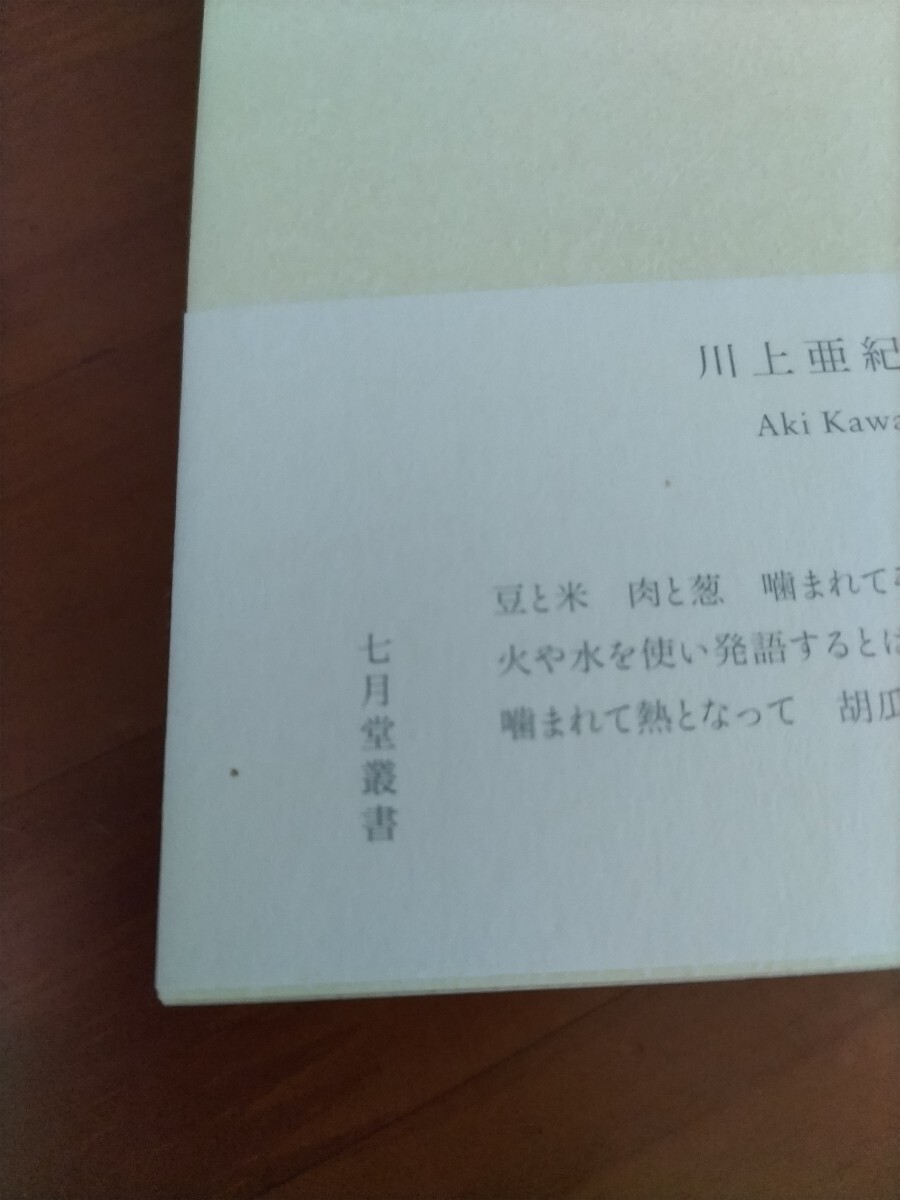 川上亜紀
Aki Kawa
豆と米　肉と葱　噛まれて
火や水を使い発語すると
噛まれて熱となって　胡瓜
七月堂叢書